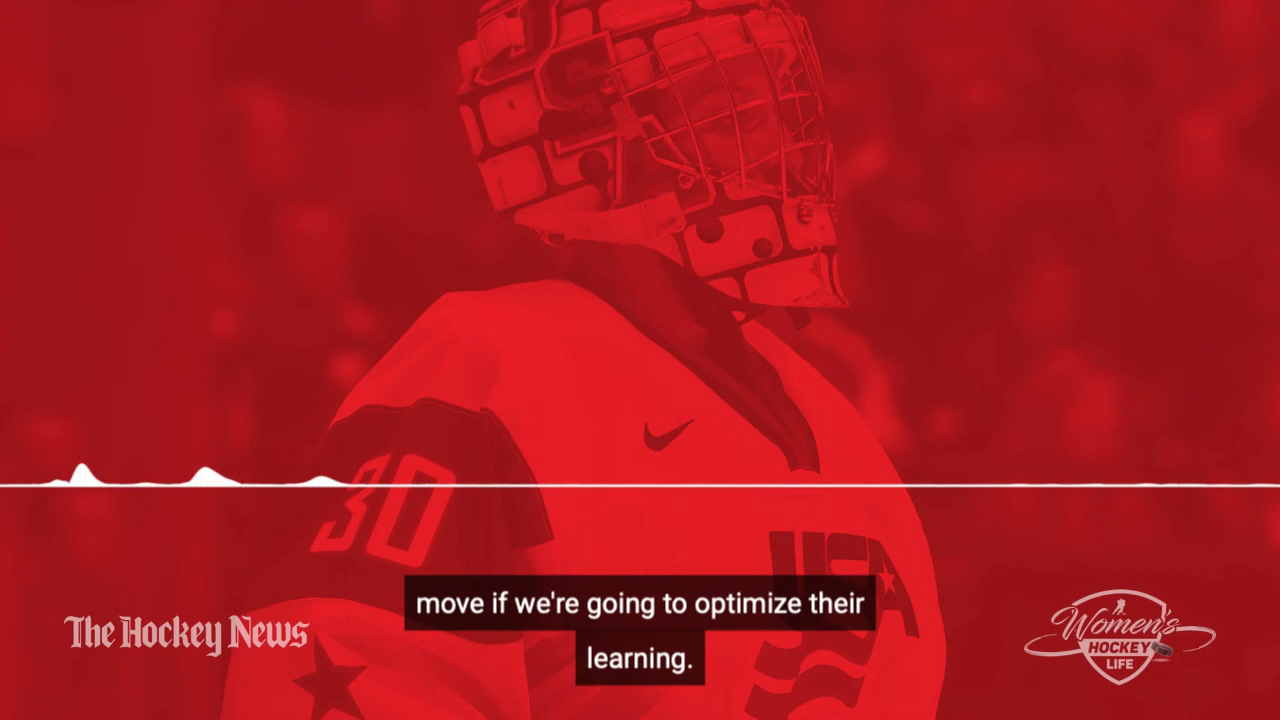 30
USA
move if we're going to optimize their
learning.
The Hockey News
Women's
HOCKEY
LIFE